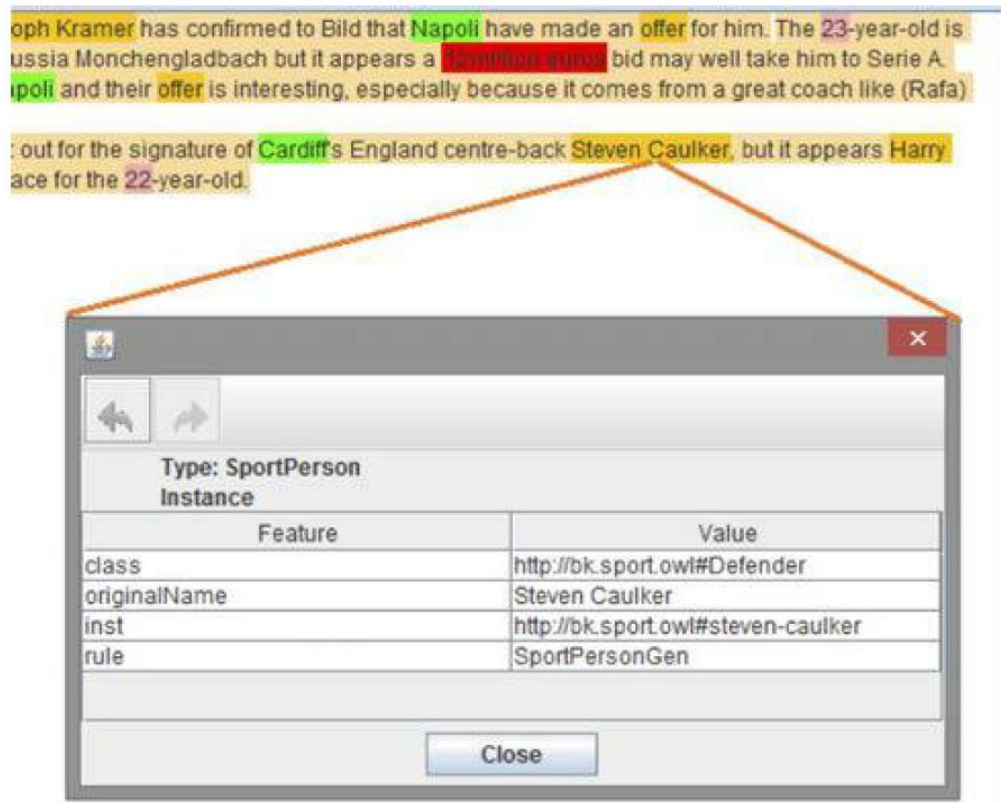 oph Kramer has confirmed to Bild that Napoli have made an offer for him. The 23-year-old is
ussia Monchengladbach but it appears a bid may well take him to Serie A.
apoli and their offer is interesting, especially because it comes from a great coach like (Rafa)
out for the signature of Cardiff's England centre-back Steven Caulker, but it appears Harry
ace for the 22-year-old.
Type: SportPerson
Instance
Feature Value
class http://bk.sport.owl#Defender
originalName Steven Caulker
inst http://bk.sport.owl#steven-caulker
rule SportPersonGen
Close